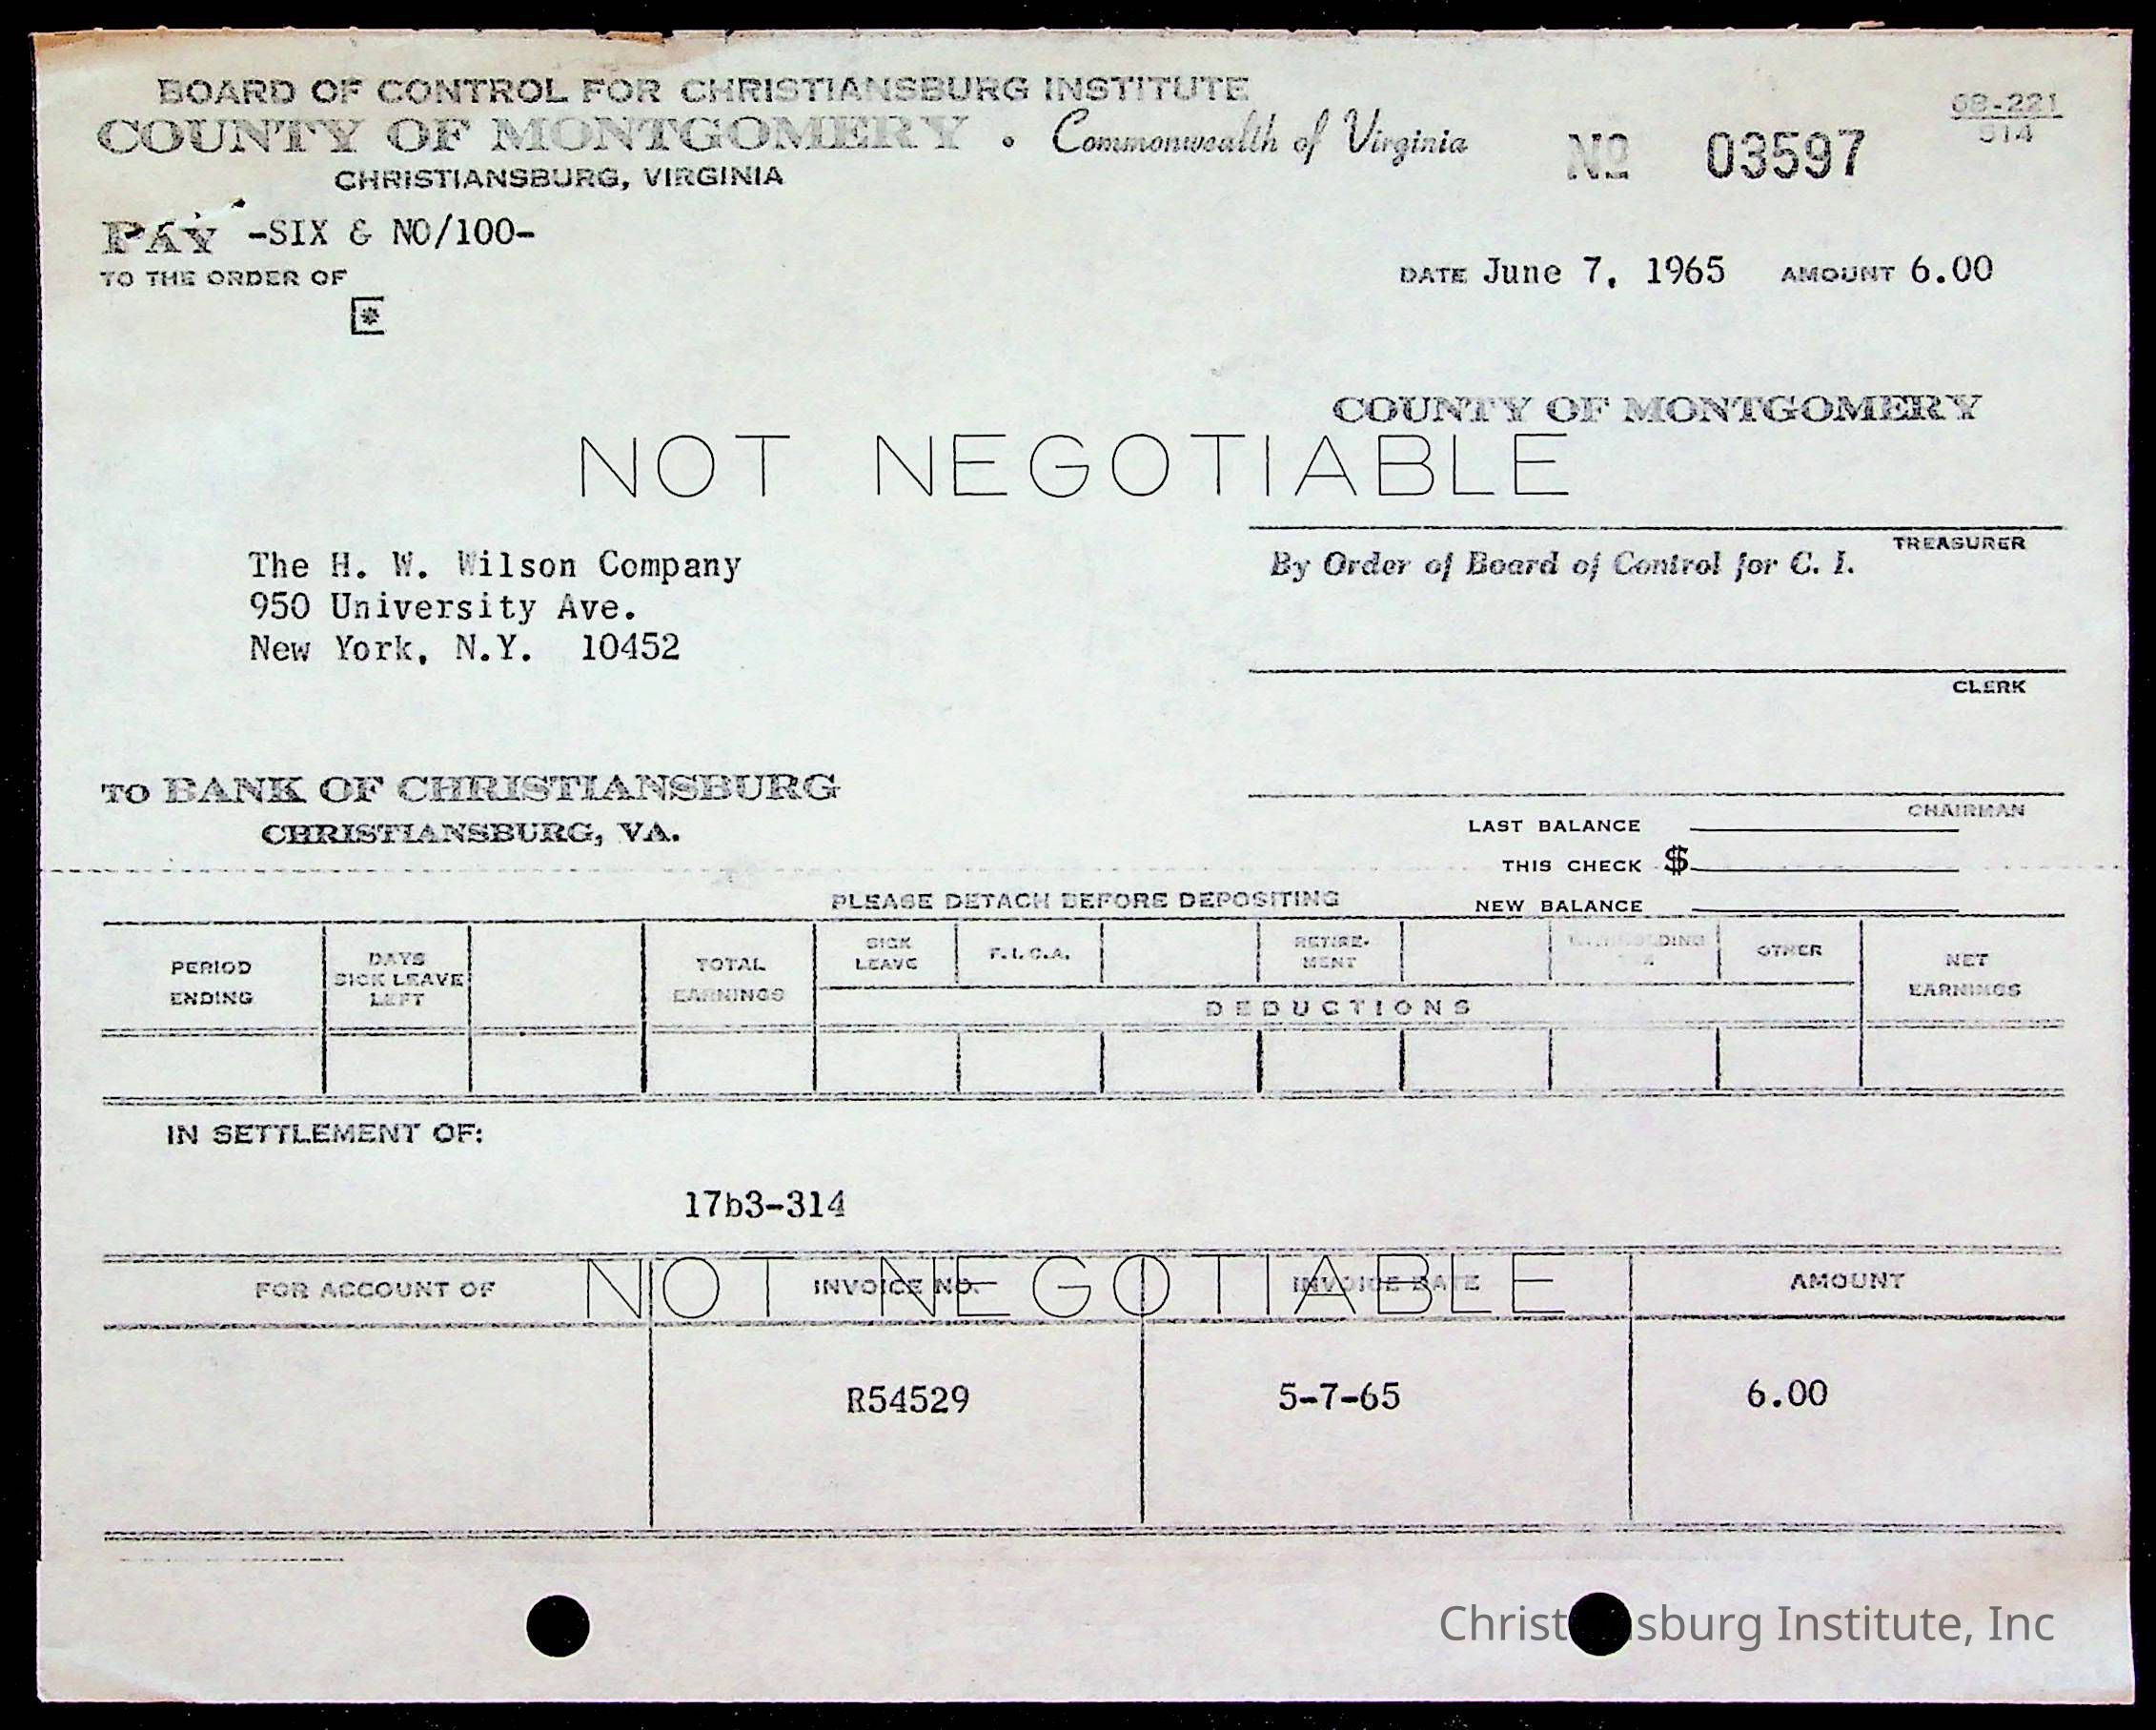 BOARD OF CONTROL FOR CHRISTIANSBURG INSTITUTE
COUNTY OF MONTGOMERY • Commonwealth of Virginia
CHRISTIANSBURG, VIRGINIA
Nº 03597
68-221
514
PAY -SIX & NO/100-
TO THE ORDER OF
DATE June 7, 1965 AMOUNT 6.00
COUNTY OF MONTGOMERY
NOT NEGOTIABLE
TREASURER
The H. W. Wilson Company
950 University Ave.
New York, N.Y. 10452
By Order of Board of Control for C. I.
CLERK
TO BANK OF CHRISTIANSBURG
CHRISTIANSBURG, VA.
CHAIRMAN
LAST BALANCE
THIS CHECK $
NEW BALANCE
PLEASE DETACH BEFORE DEPOSITING
PERIOD ENDING
DAYS SICK LEAVE LEFT
TOTAL EARNINGS
SICK LEAVE
F.I.C.A.
RETIRE-MENT
WITHHOLDING
OTHER
NET EARNINGS
DEDUCTIONS
IN SETTLEMENT OF:
17b3-314
NOT NEGOTIABLE
FOR ACCOUNT OF INVOICE NO. INVOICE DATE AMOUNT
R54529 5-7-65 6.00
Christ sburg Institute, Inc